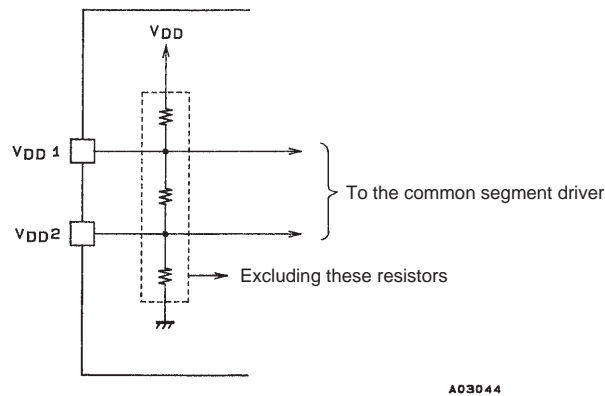 VDD
VDD 1
To the common segment driver
VDD2
Excluding these resistors
A03044